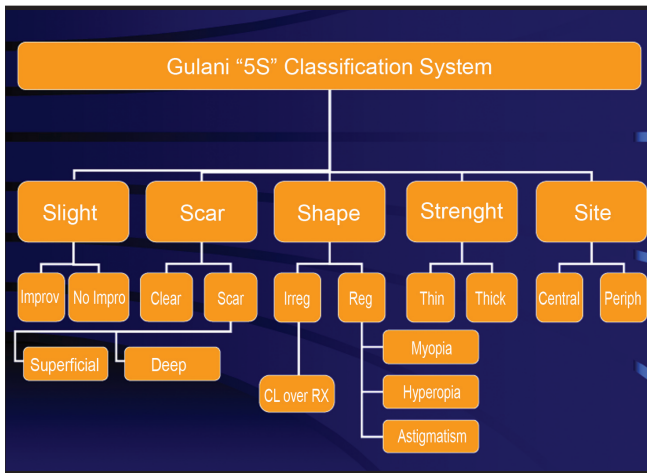 Gulani “5S” Classification System
Slight
Scar
Shape
Strenght
Site
Improv
No Impro
Clear
Scar
Irreg
Reg
Thin
Thick
Central
Periph
Superficial
Deep
CL over RX
Myopia
Hyperopia
Astigmatism